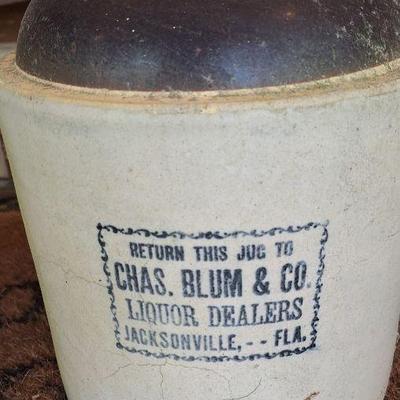 RETURN THIS JUG TO
CHAS. BLUM & CO.
LIQUOR DEALERS
JACKSONVILLE, - - FLA.